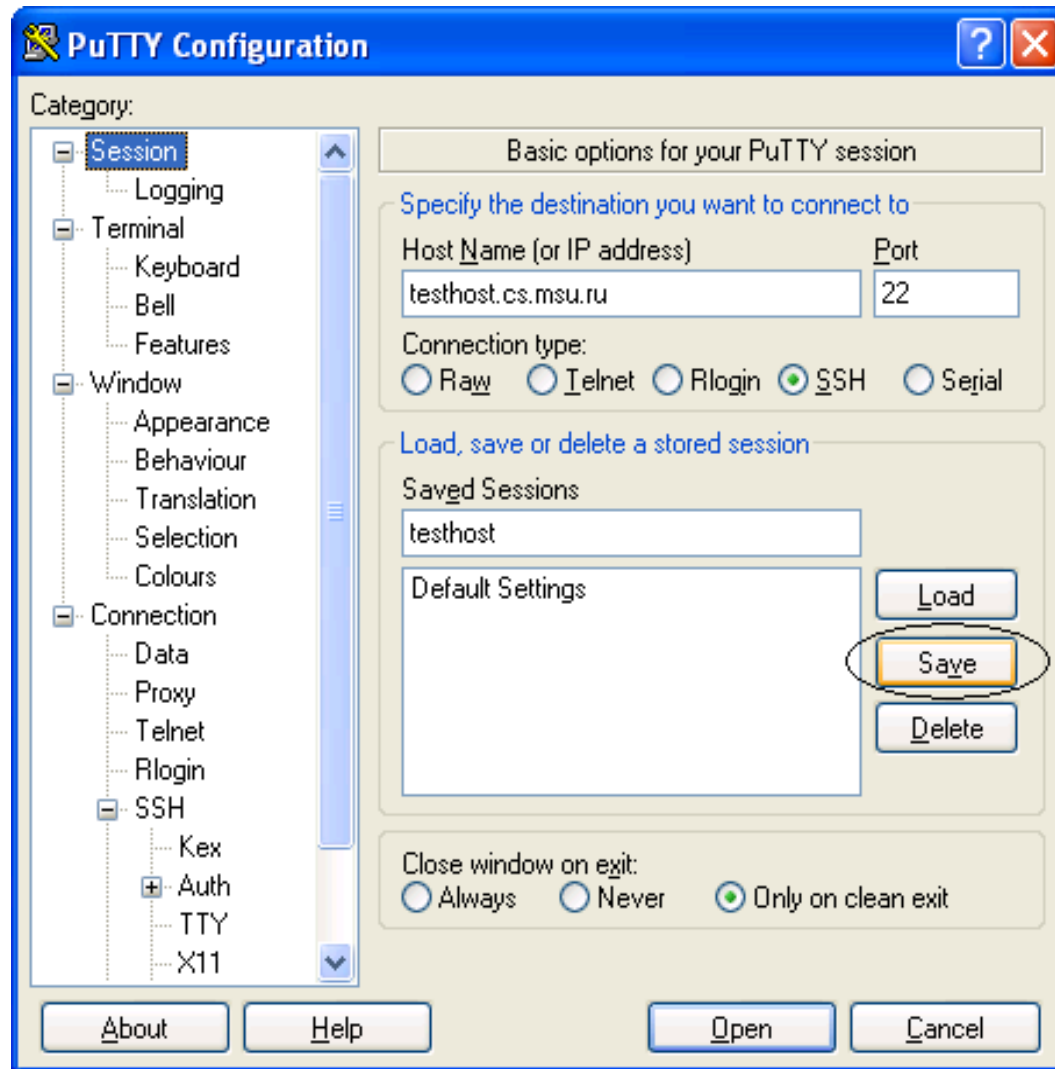 PuTTY Configuration
Category:
Session
Logging
Terminal
Keyboard
Bell
Features
Window
Appearance
Behaviour
Translation
Selection
Colours
Connection
Data
Proxy
Telnet
Rlogin
SSH
Kex
Auth
TTY
X11
Basic options for your PuTTY session
Specify the destination you want to connect to
Host Name (or IP address) Port
testhost.cs.msu.ru 22
Connection type:
Raw Telnet Rlogin SSH Serial
Load, save or delete a stored session
Saved Sessions
testhost
Default Settings
Load
Save
Delete
Close window on exit:
Always Never Only on clean exit
About Help Open Cancel